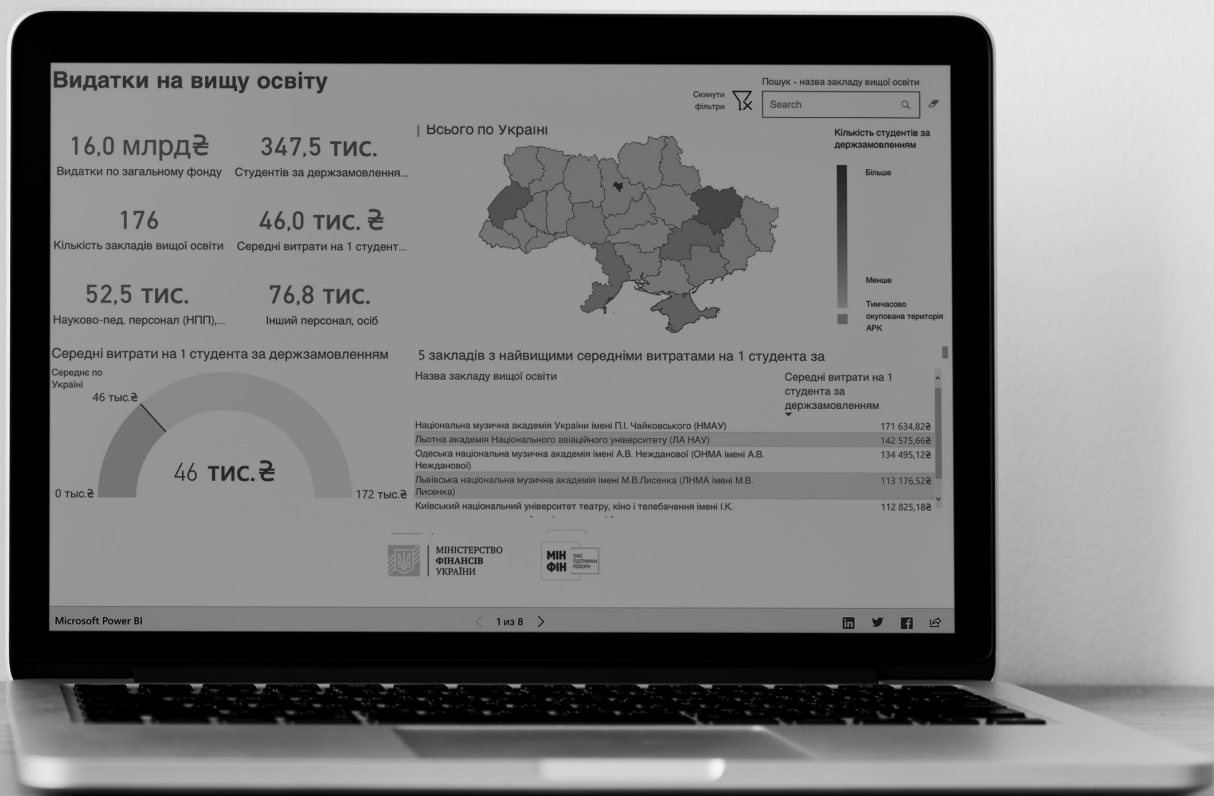 Видатки на вищу освіту
Пошук - назва закладу вищої освіти
Скинути
фільтри
Search
16,0 млрд₴
Видатки по загальному фонду
347,5 тис.
Студентів за держзамовлення...
176
Кількість закладів вищої освіти
46,0 тис. ₴
Середні витрати на 1 студент...
52,5 тис.
Науково-пед. персонал (НПП),...
76,8 тис.
Інший персонал, осіб
Всього по Україні
Кількість студентів за
держзамовленням
Більше
Менше
Тимчасово
окупована територія
АРК
Середні витрати на 1 студента за держзамовленням
Середнє по
Україні
46 тыс.₴
46 тис.₴
0 тыс.₴
172 тыс.₴
5 закладів з найвищими середніми витратами на 1 студента за
Назва закладу вищої освіти
Середні витрати на 1
студента за
держзамовленням
Національна музична академія України імені П.І. Чайковського (НМАУ) 171 634,82₴
Льотна академія Національного авіаційного університету (ЛА НАУ) 142 575,66₴
Одеська національна музична академія імені А.В. Нежданової (ОНМА імені А.В. 134 495,12₴
Нежданової)
Львівська національна музична академія імені М.В.Лисенка (ЛНМА імені М.В. 113 176,52₴
Лисенка)
Київський національний університет театру, кіно і телебачення імені І.К. 112 825,18₴
МІНІСТЕРСТВО
ФІНАНСІВ
УКРАЇНИ
МІН
ФІН
ОФІС
ПІДТРИМКИ
РЕФОРМ
Microsoft Power BI
1 из 8